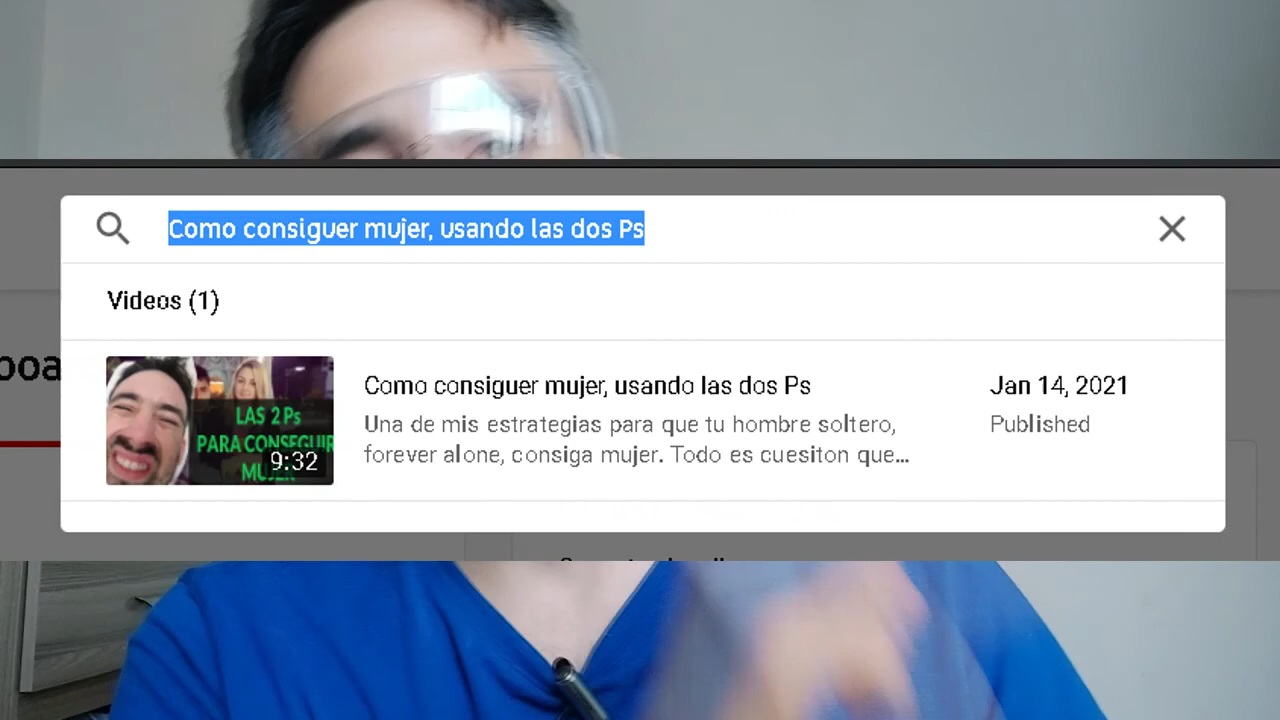 Como consiguer mujer, usando las dos Ps
Videos (1)
LAS 2 Ps
PARA CONSEGUIR
MUJER
9:32
Como consiguer mujer, usando las dos Ps
Una de mis estrategias para que tu hombre soltero,
forever alone, consiga mujer. Todo es cuesiton que...
Jan 14, 2021
Published